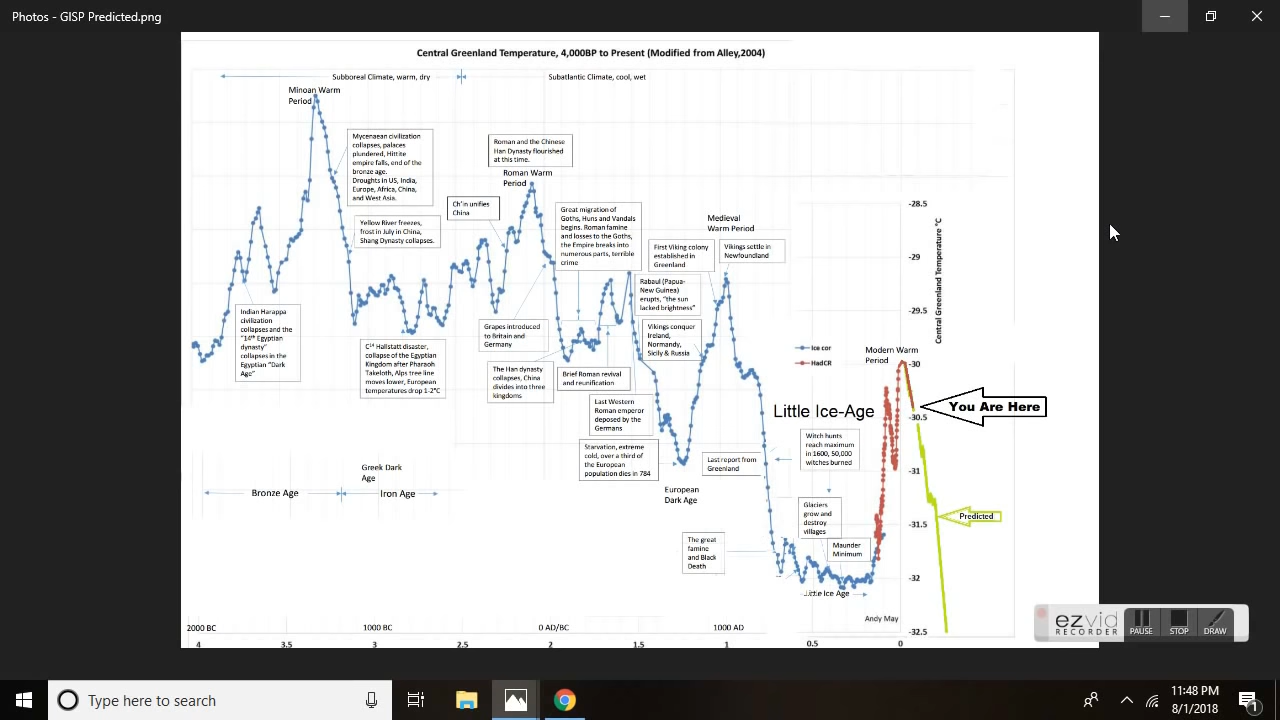 Photos - GISP Predicted.png
Central Greenland Temperature, 4,000BP to Present (Modified from Alley,2004)
Subboreal Climate, warm, dry
Subatlantic Climate, cool, wet
Minoan Warm
Period
Mycenaean civilization
collapses, palaces
plundered, Hittite
empire falls, end of the
bronze age.
Droughts in US, India,
Europe, Africa, China,
and West Asia.
Roman and the Chinese
Han Dynasty flourished
at this time.
Roman Warm
Period
Ch'in unifies
China
Yellow River freezes,
frost in July in China,
Shang Dynasty collapses.
Great migration of
Goths, Huns and Vandals
begins, Roman famine
and losses to the Goths,
the Empire breaks into
numerous parts, terrible
crime
Medieval
Warm Period
First Viking colony
established in
Greenland
Vikings settle in
Newfoundland
Rabaul (Papua-
New Guinea)
erupts, "the sun
lacked brightness"
Indian Harappa
civilization
collapses and the
"14th Egyptian
dynasty"
collapses in the
Egyptian "Dark
Age"
C14 Hallstatt disaster,
collapse of the Egyptian
Kingdom after Pharaoh
Takeloth, Alps tree line
moves lower, European
temperatures drop 1-2°C
Grapes introduced
to Britain and
Germany
Vikings conquer
Ireland,
Normandy,
Sicily & Russia
The Han dynasty
collapses, China
divides into three
kingdoms
Brief Roman revival
and reunification
Last Western
Roman emperor
deposed by the
Germans
Starvation, extreme
cold, over a third of
the European
population dies in 784
European
Dark Age
Last report from
Greenland
Little Ice-Age
Witch hunts
reach maximum
in 1600, 50,000
witches burned
Glaciers
grow and
destroy
villages
Maunder
Minimum
The great
famine
and Black
Death
Little Ice Age
Ice cor
HadCR
Modern Warm
Period
You Are Here
Predicted
Central Greenland Temperature °C
-28.5
-29
-29.5
-30
-30.5
-31
-31.5
-32
-32.5
Greek Dark
Age
Bronze Age
Iron Age
Andy May
2000 BC
1000 BC
0 AD/BC
1000 AD
4
3.5
3
2.5
2
1.5
1
0.5
0
ezvid
RECORDER
PAUSE
STOP
DRAW
Type here to search
11:48 PM
8/1/2018
1